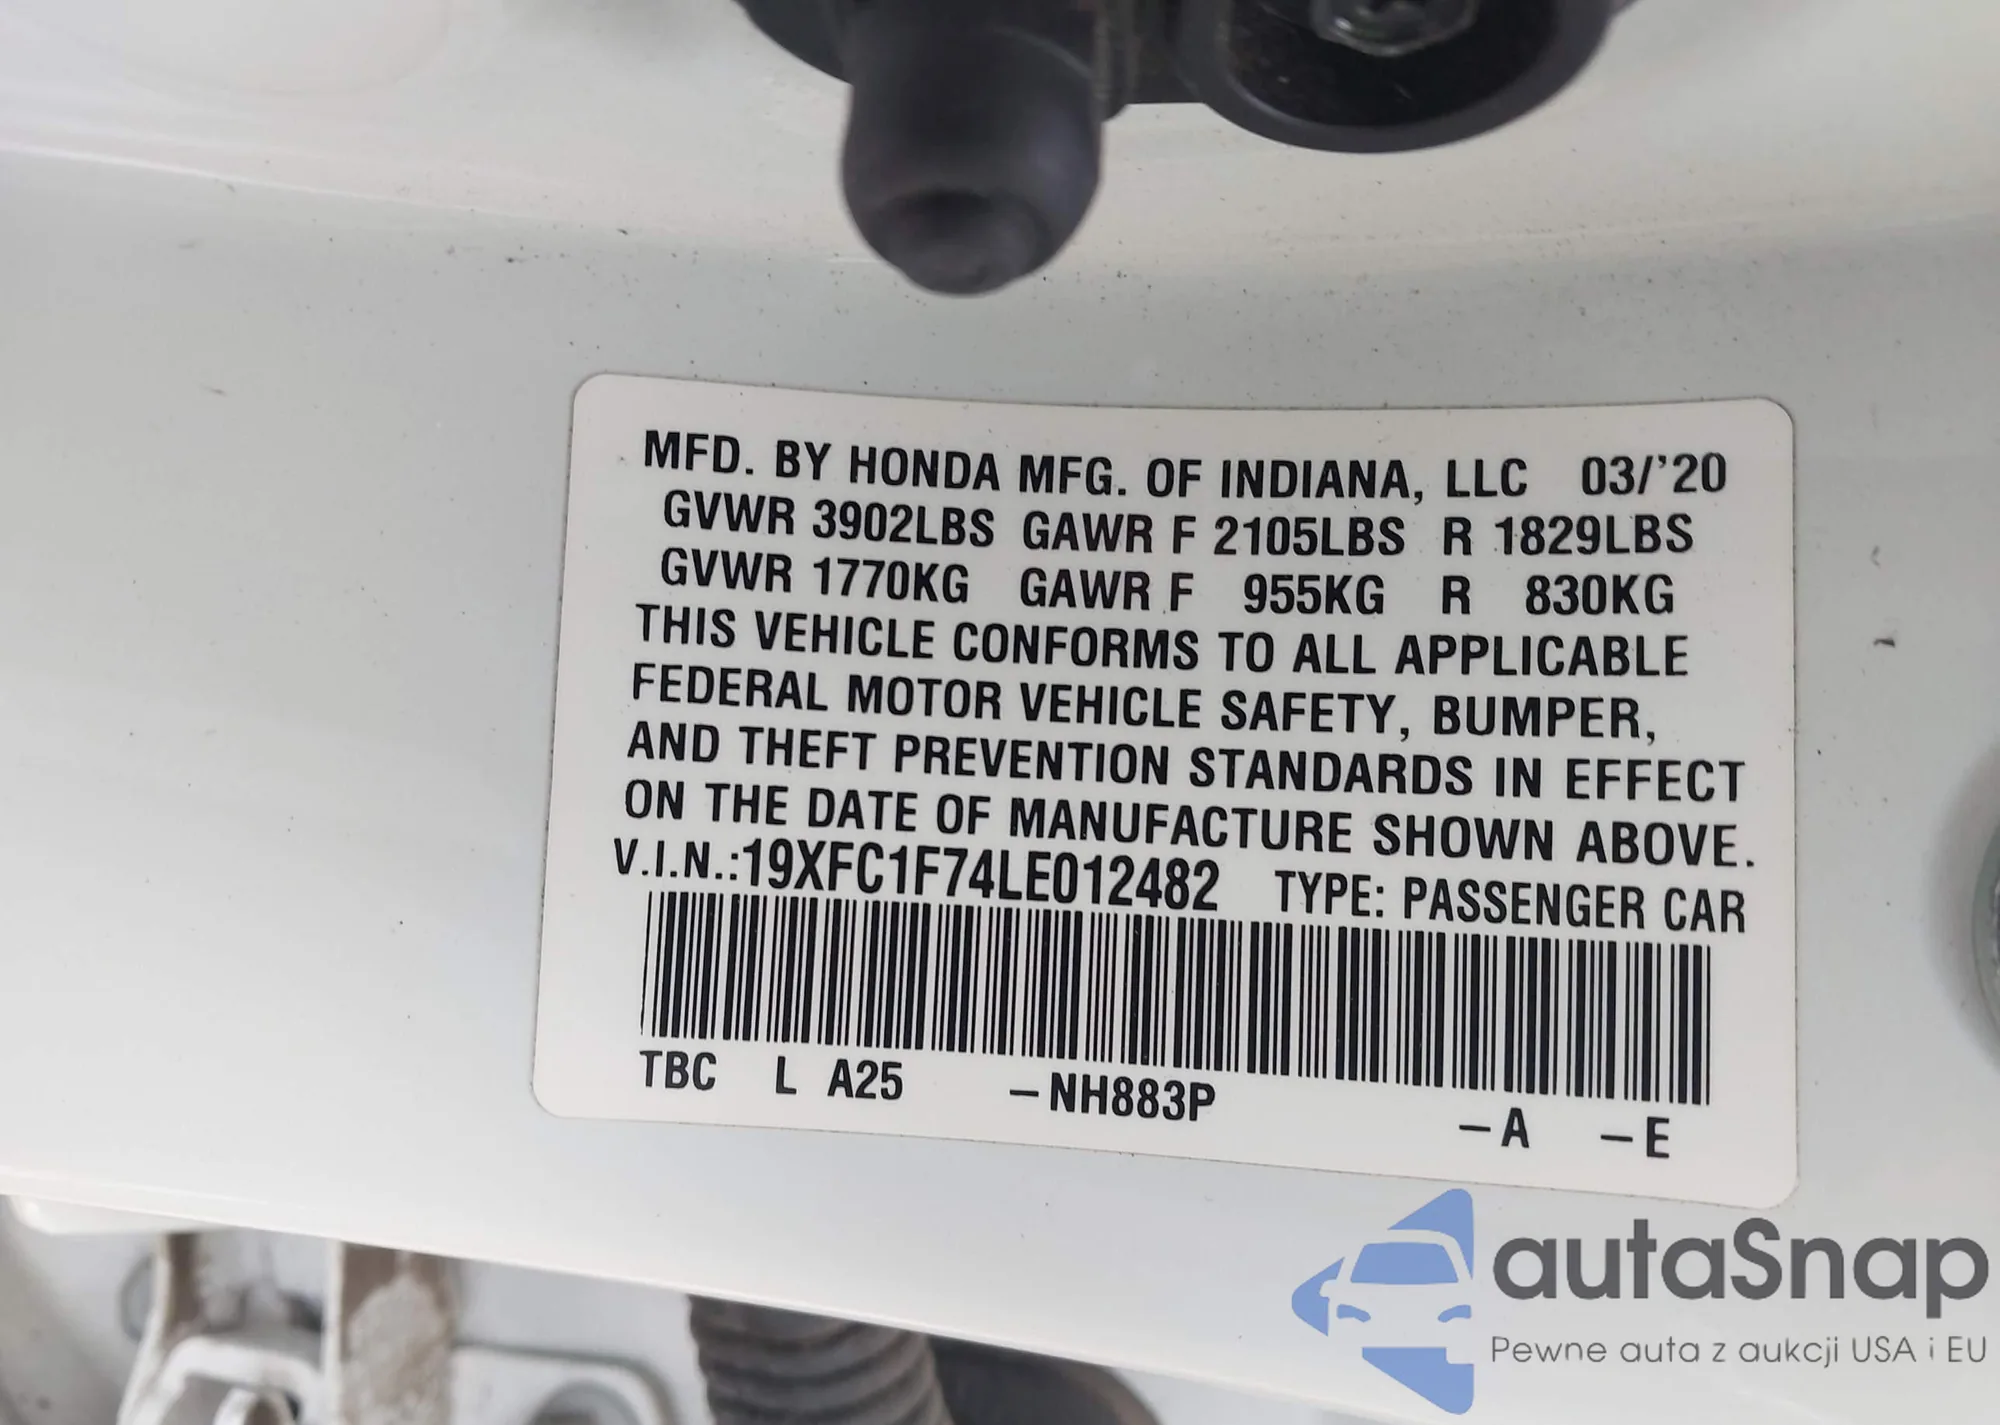 MFD. BY HONDA MFG. OF INDIANA, LLC 03/'20
GVWR 3902LBS GAWR F 2105LBS R 1829LBS
GVWR 1770KG GAWR F 955KG R 830KG
THIS VEHICLE CONFORMS TO ALL APPLICABLE
FEDERAL MOTOR VEHICLE SAFETY, BUMPER,
AND THEFT PREVENTION STANDARDS IN EFFECT
ON THE DATE OF MANUFACTURE SHOWN ABOVE.
V.I.N.:19XFC1F74LE012482 TYPE: PASSENGER CAR
TBC L A25 –NH883P –A –E
autaSnap
Pewne auta z aukcji USA i EU